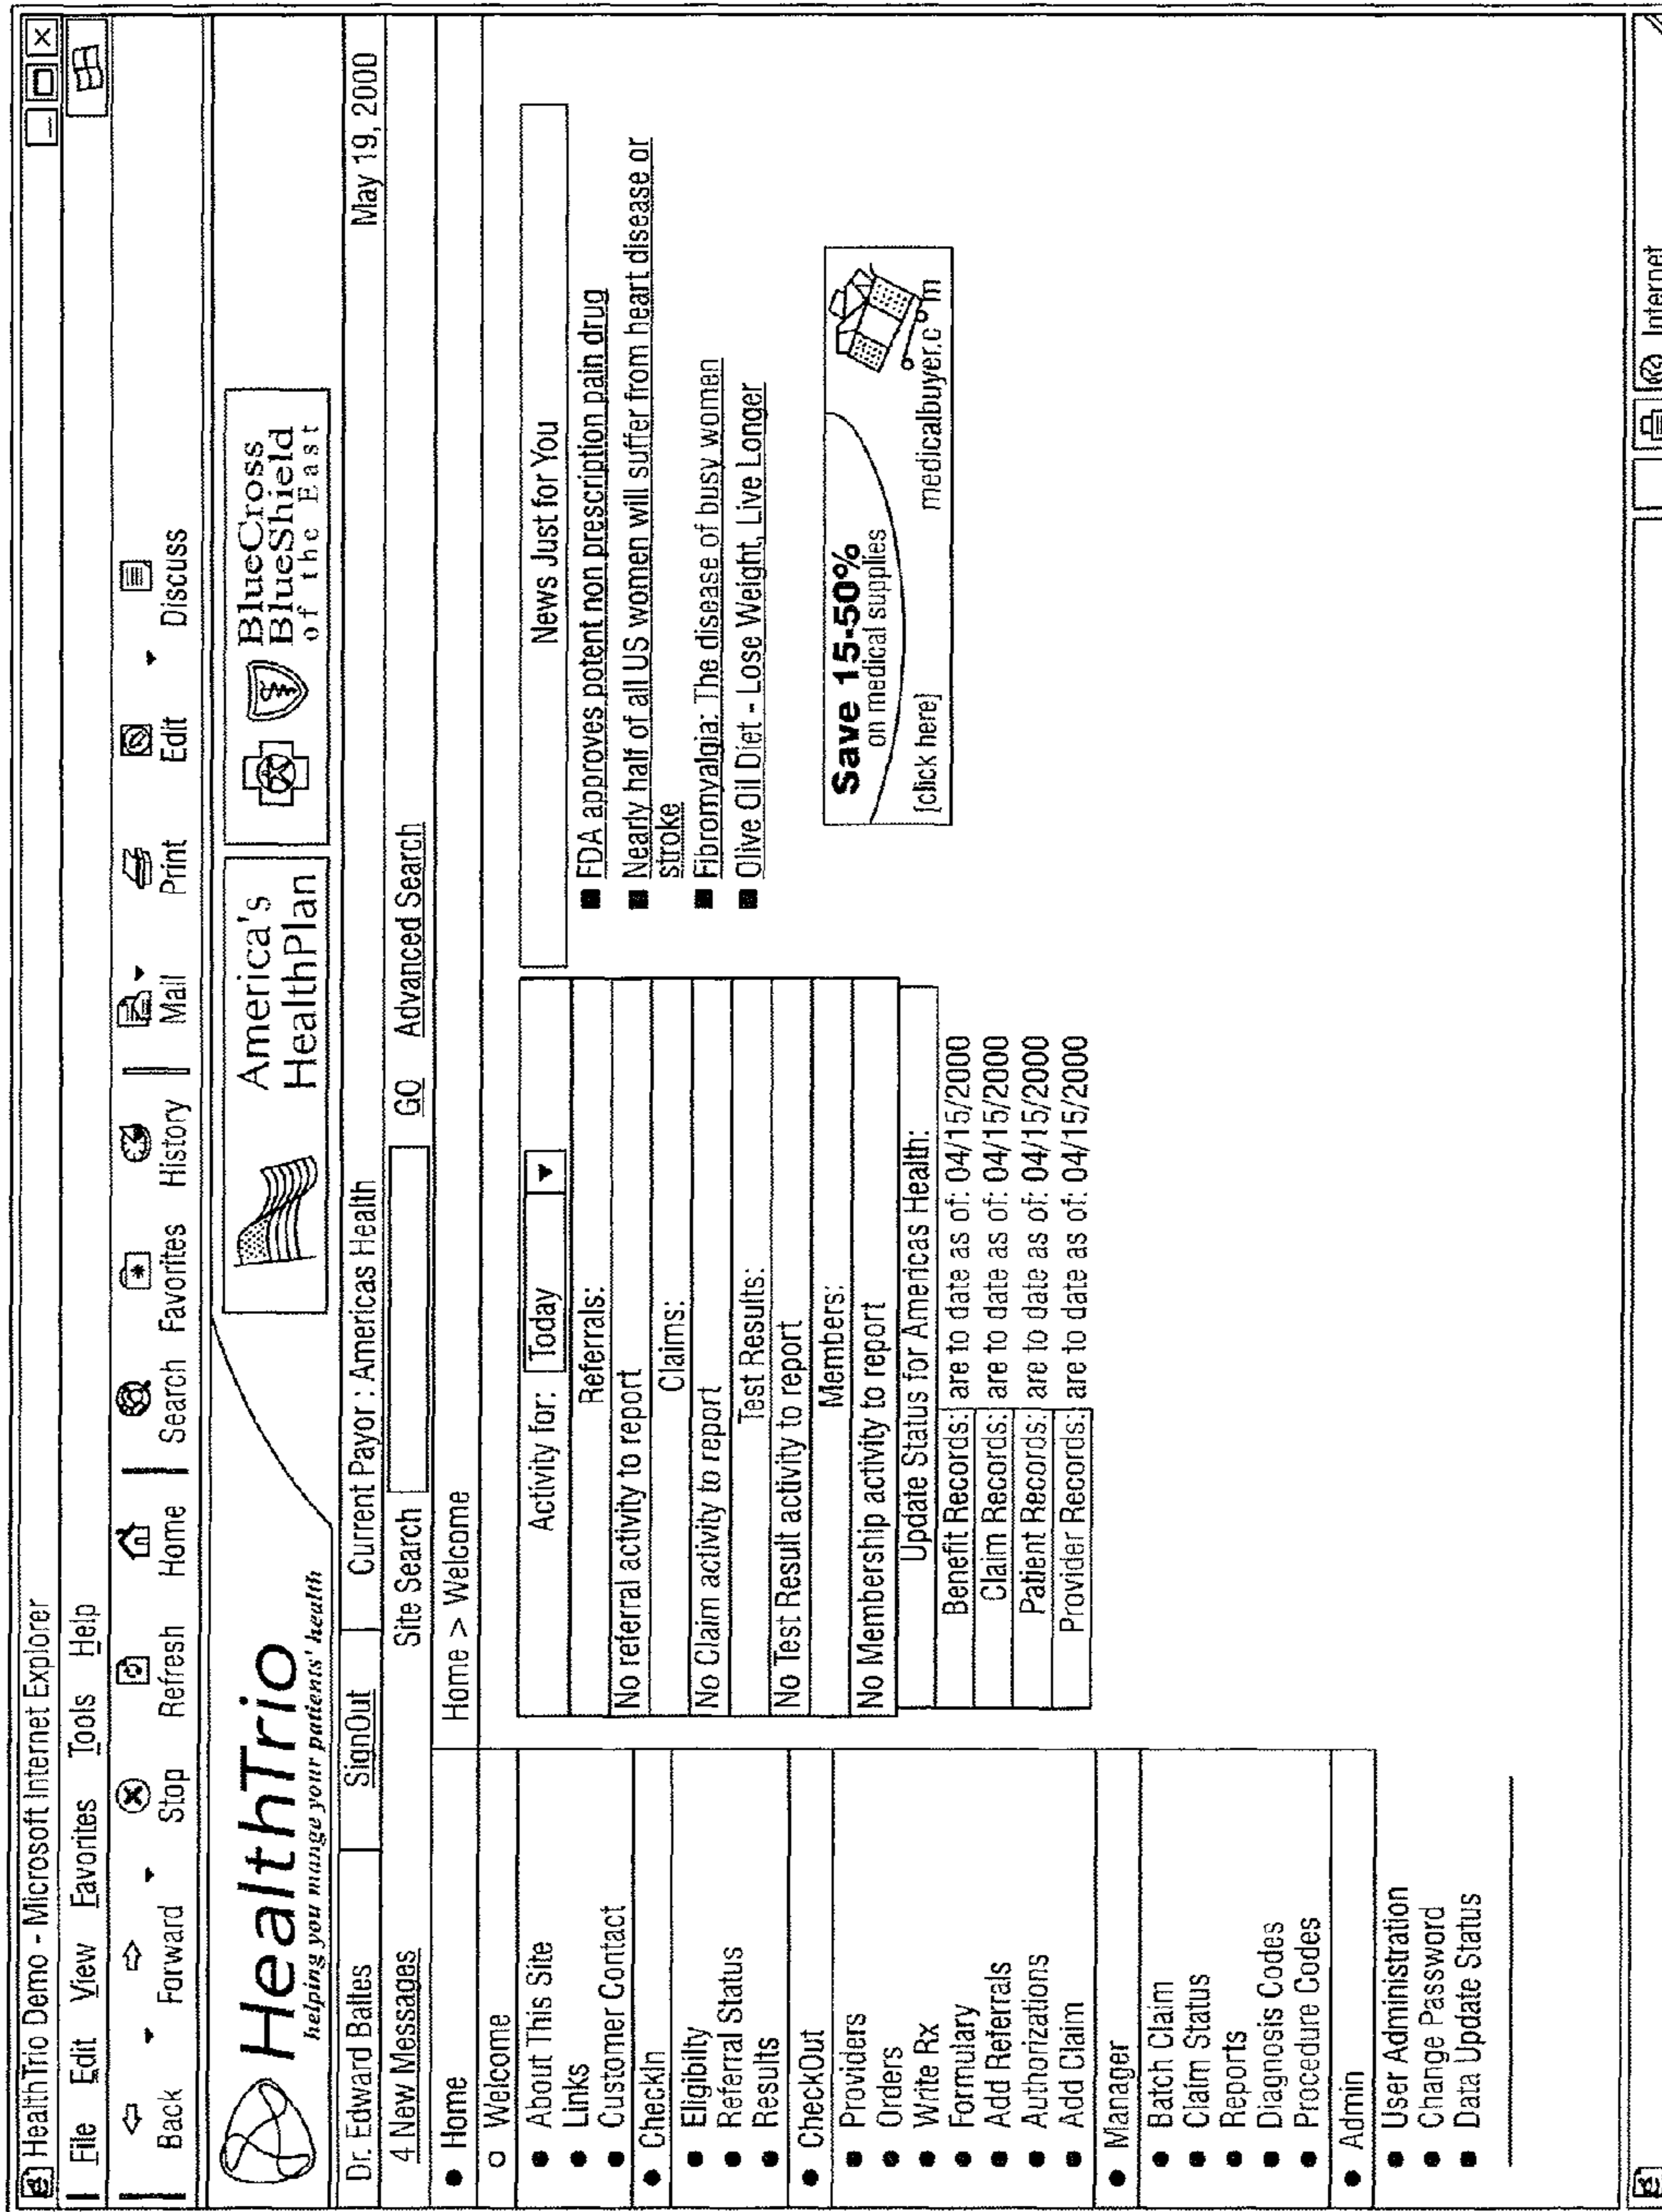 HealthTrio Demo - Microsoft Internet Explorer
File Edit View Favorites Tools Help
Back Forward Stop Refresh Home Search Favorites History Mail Print Edit Discuss
HealthTrio
helping you mange your patients' health
America's
HealthPlan
BlueCross
BlueShield
of the East
Dr. Edward Baltes SignOut Current Payor : Americas Health May 19, 2000
4 New Messages Site Search GO Advanced Search
Home
Welcome
About This Site
Links
Customer Contact
CheckIn
Eligibilty
Referral Status
Results
CheckOut
Providers
Orders
Write Rx
Formulary
Add Referrals
Authorizations
Add Claim
Manager
Batch Claim
Claim Status
Reports
Diagnosis Codes
Procedure Codes
Admin
User Administration
Change Password
Data Update Status
Home > Welcome
Activity for: Today
Referrals:
No referral activity to report
Claims:
No Claim activity to report
Test Results:
No Test Result activity to report
Members:
No Membership activity to report
Update Status for Americas Health:
Benefit Records: are to date as of: 04/15/2000
Claim Records: are to date as of: 04/15/2000
Patient Records: are to date as of: 04/15/2000
Provider Records: are to date as of: 04/15/2000
News Just for You
FDA approves potent non prescription pain drug
Nearly half of all US women will suffer from heart disease or
stroke
Fibromyalgia: The disease of busy women
Olive Oil Diet - Lose Weight, Live Longer
Save 15-50%
on medical supplies
[click here] medicalbuyer.c m
Internet